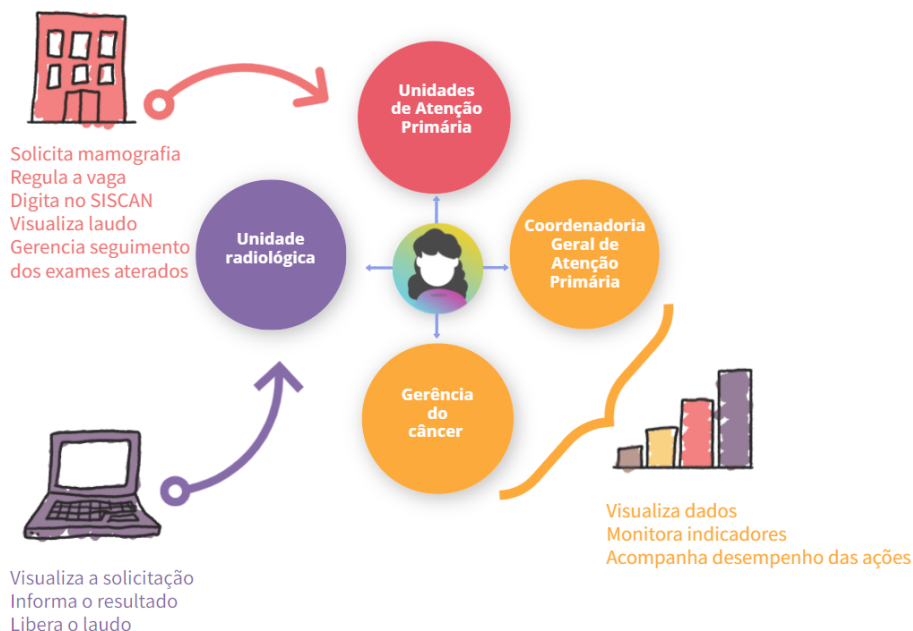 Unidades
de Atenção
Primária
Solicita mamografia
Regula a vaga
Digita no SISCAN
Visualiza laudo
Gerencia seguimento
dos exames aterados
Unidade
radiológica
Coordenadoria
Geral de
Atenção
Primária
Gerência
do
câncer
Visualiza dados
Monitora indicadores
Acompanha desempenho das ações
Visualiza a solicitação
Informa o resultado
Libera o laudo